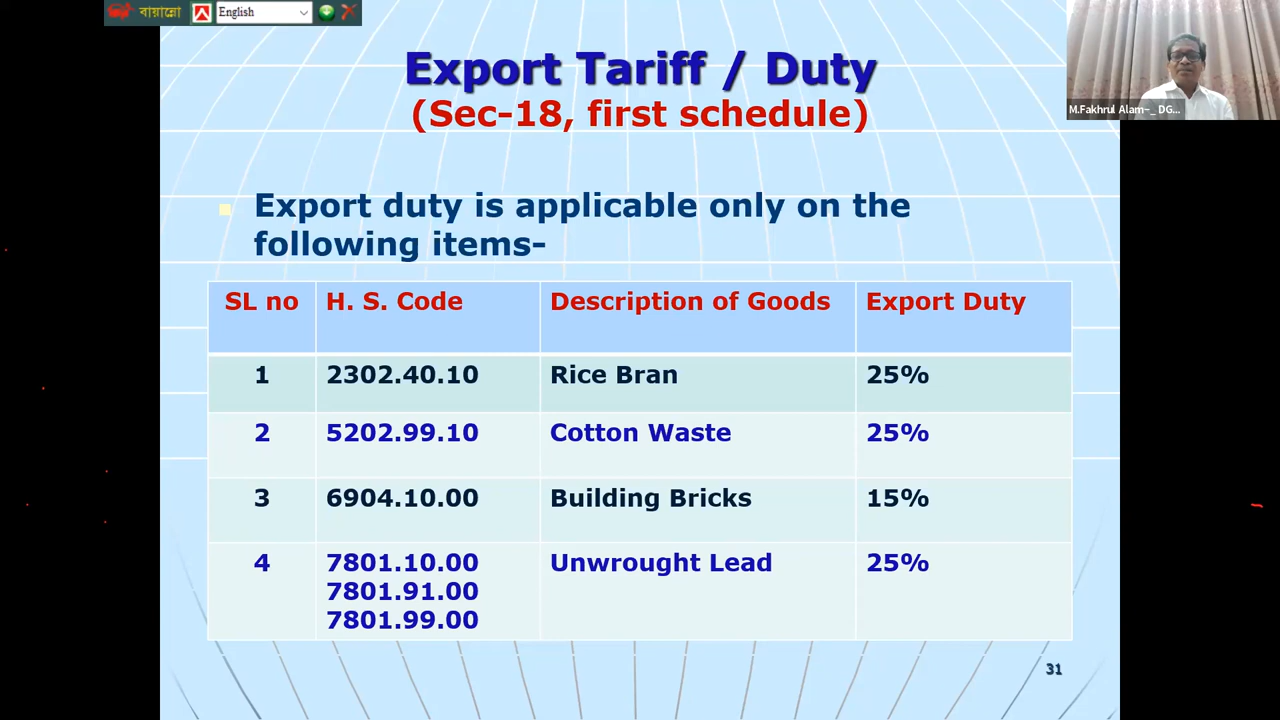 বায়ান্নো English
Export Tariff / Duty
(Sec-18, first schedule)
M.Fakhrul Alam-_ DG...
Export duty is applicable only on the
following items-
SL no H. S. Code Description of Goods Export Duty
1 2302.40.10 Rice Bran 25%
2 5202.99.10 Cotton Waste 25%
3 6904.10.00 Building Bricks 15%
4 7801.10.00 Unwrought Lead 25%
7801.91.00
7801.99.00
31